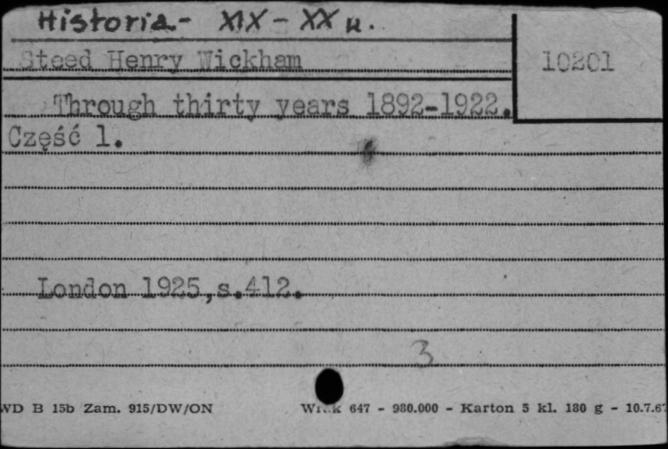 Historia - XIX - XX w.
Steed Henry Wickham
10201
Through thirty years 1892-1922.
Część 1.
London 1925, s.412.
3
WD B 15b Zam. 915/DW/ON
647 - 980.000 - Karton 5 kl. 180 g - 10.7.67